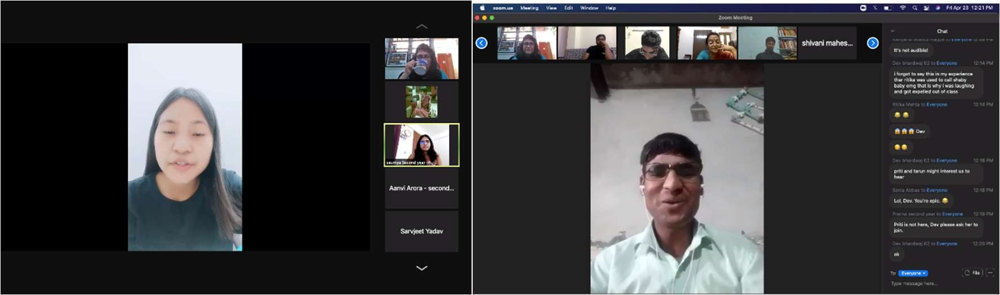 saumya Second year
Aanvi Arora - second...
Sarvjeet Yadav
zoom.us Meeting View Edit Window Help
Fri Apr 23 12:21 PM
Zoom Meeting
shivani mahes...
Chat
to Everyone
It's not audible!
Dev bhardwaj 62 to Everyone 12:14 PM
i forgot to say this in my experience
thar ritika was used to call shaby
baby omg that is why i was laughing
and got expelled out of class
Ritika Mehta to Everyone 12:14 PM
😂 😂
😱 😱 😱 Dev
Dev bhardwaj 62 to Everyone 12:18 PM
priti and tarun might interest us to
hear
Abbas to Everyone 12:18 PM
Lol, Dev. You're epic. 😂
Prerna second year to Everyone 12:19 PM
Priti is not here, Dev please ask her to
join.
Dev bhardwaj 62 to Everyone 12:20 PM
ok
To: Everyone
File
Type message here...